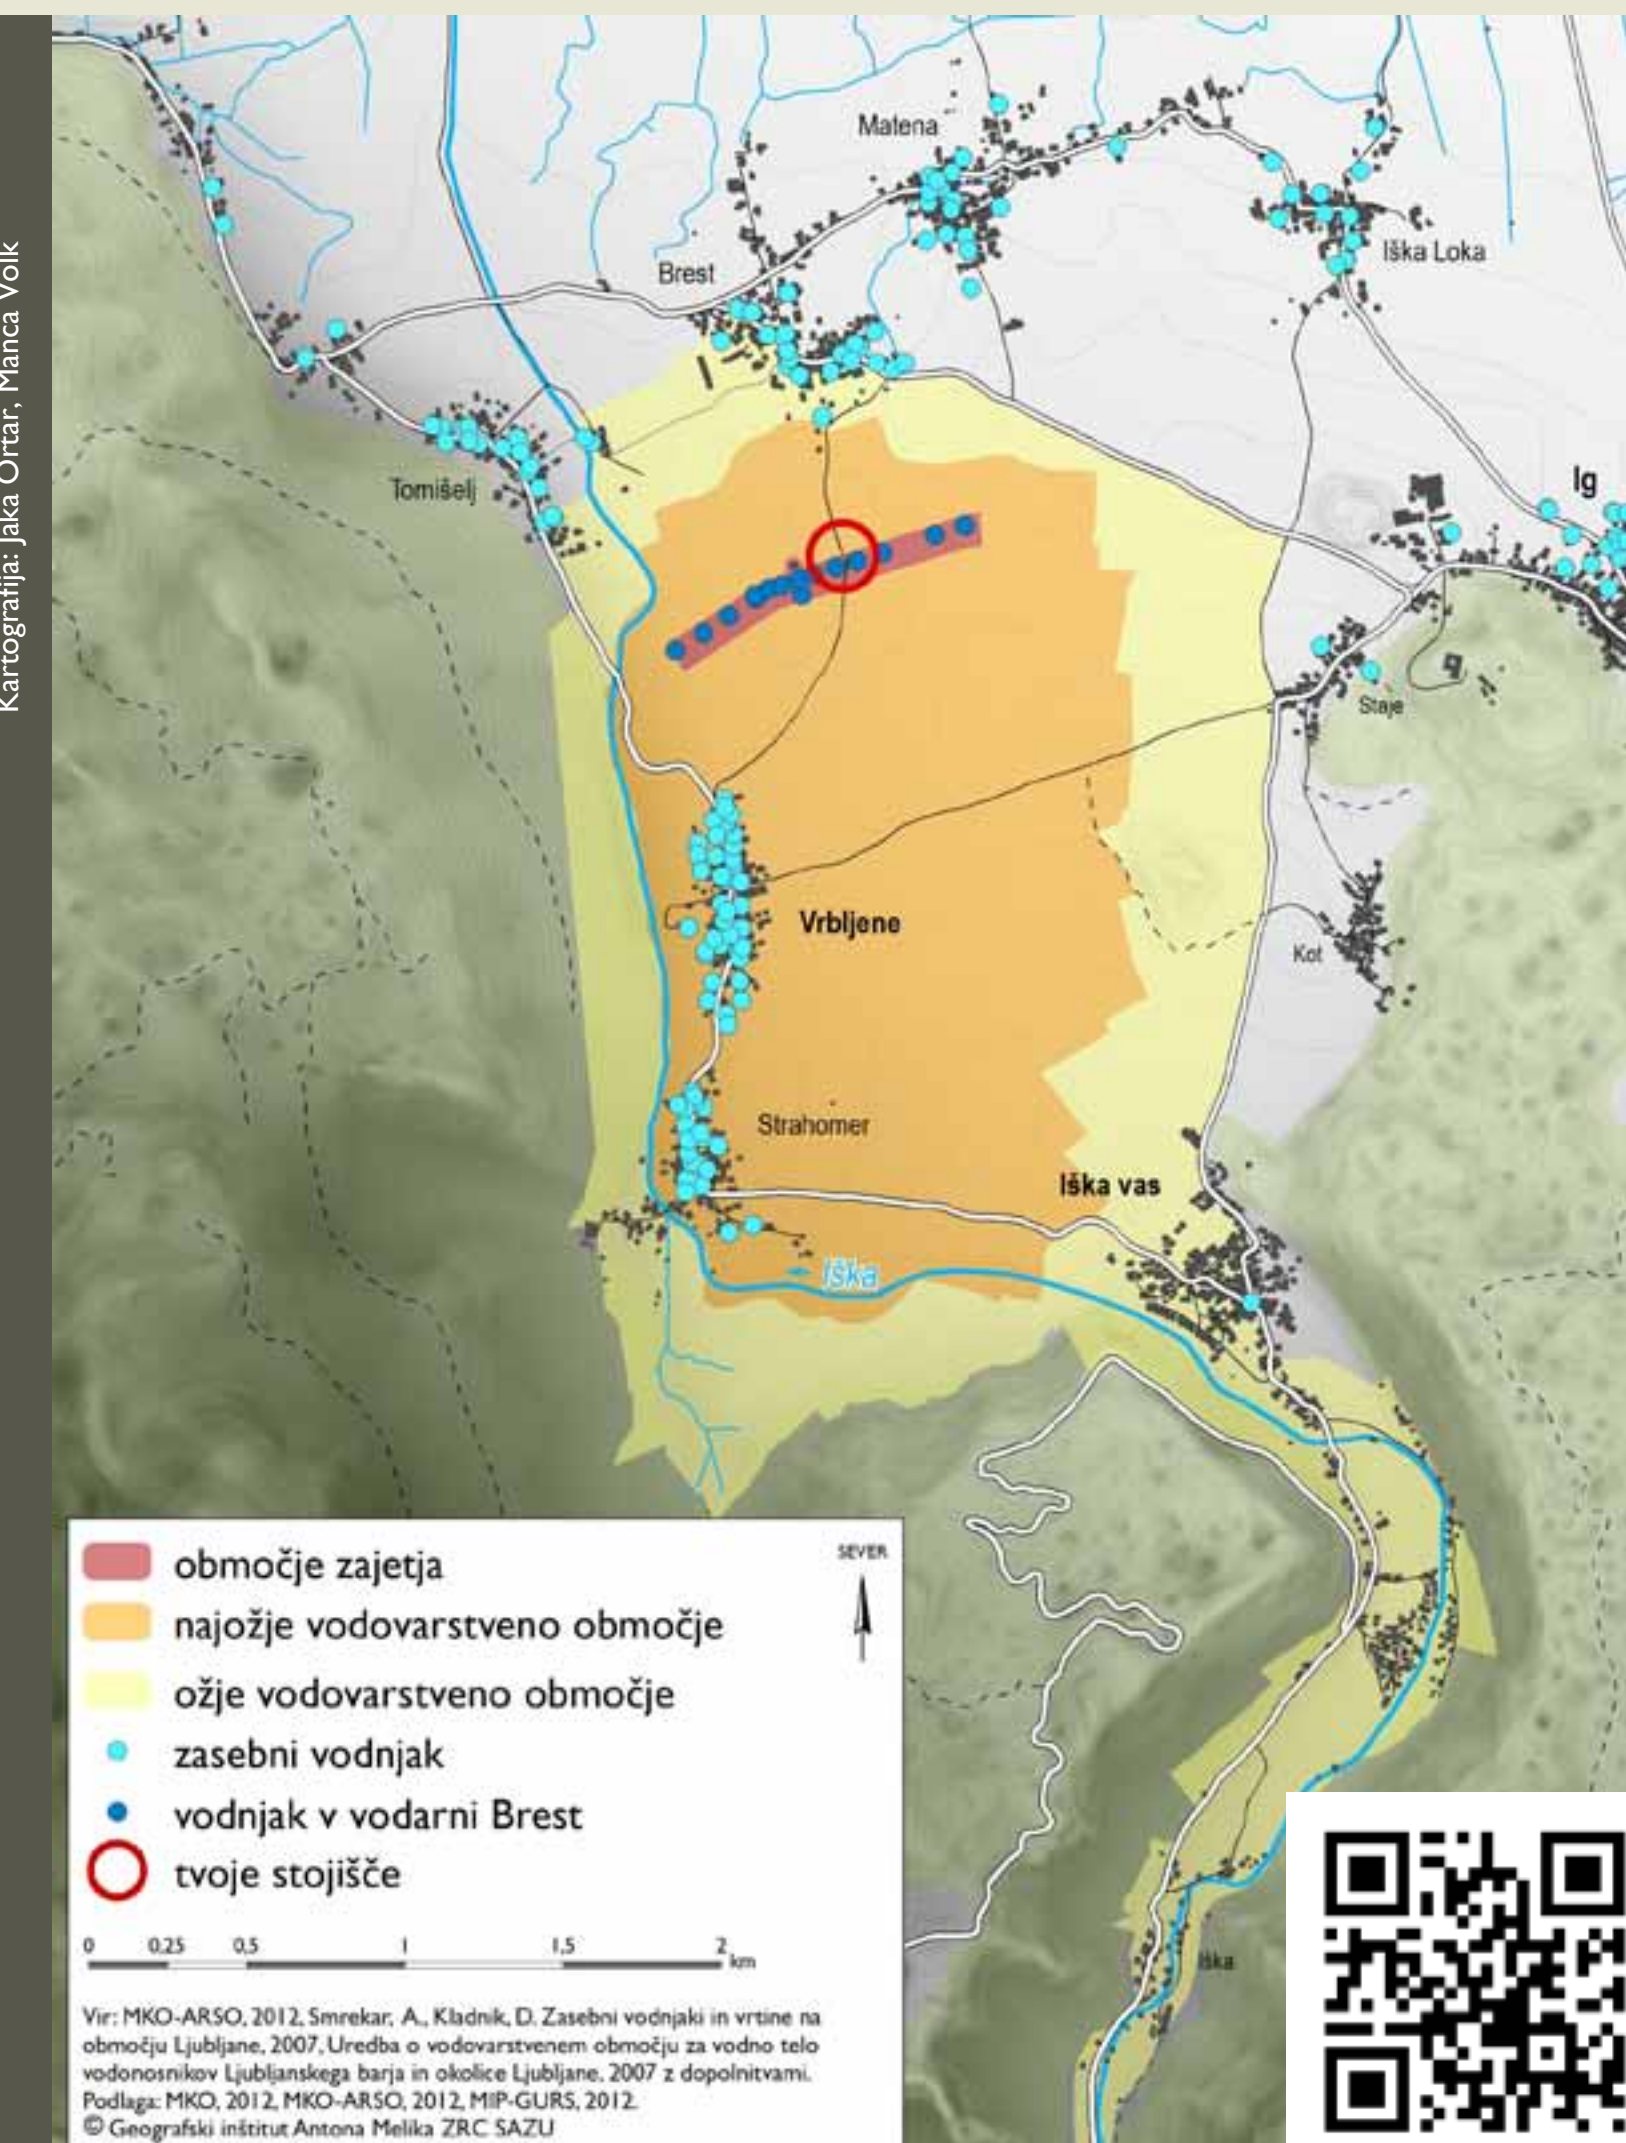 Kartografija: Jaka Ortar, Manca Volk
Matena
Iška Loka
Brest
Ig
Tomišelj
Staje
Vrbljene
Kot
Strahomer
Iška vas
Iška
območje zajetja
SEVER
najožje vodovarstveno območje
ožje vodovarstveno območje
zasebni vodnjak
vodnjak v vodarni Brest
tvoje stojišče
0 0,25 0,5 1 1,5 2 km
Iška
Vir: MKO-ARSO, 2012, Smrekar, A., Kladnik, D. Zasebni vodnjaki in vrtine na
območju Ljubljane, 2007, Uredba o vodovarstvenem območju za vodno telo
vodonosnikov Ljubljanskega barja in okolice Ljubljane, 2007 z dopolnitvami.
Podlaga: MKO, 2012, MKO-ARSO, 2012, MIP-GURS, 2012.
© Geografski inštitut Antona Melika ZRC SAZU